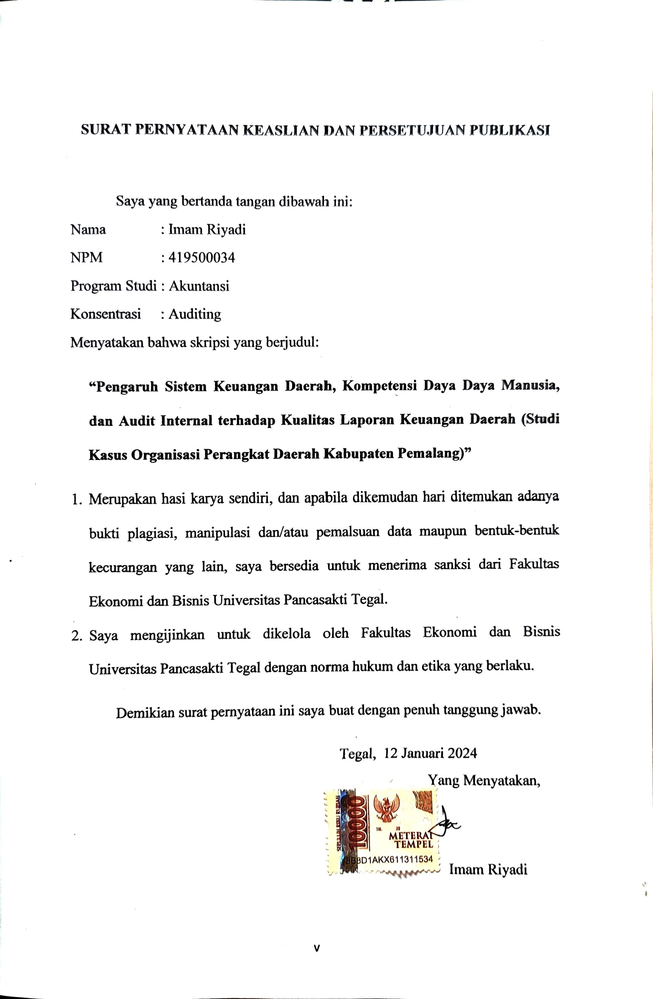 SURAT PERNYATAAN KEASLIAN DAN PERSETUJUAN PUBLIKASI
Saya yang bertanda tangan dibawah ini:
Nama : Imam Riyadi
NPM : 419500034
Program Studi : Akuntansi
Konsentrasi : Auditing
Menyatakan bahwa skripsi yang berjudul:
“Pengaruh Sistem Keuangan Daerah, Kompetensi Daya Daya Manusia,
dan Audit Internal terhadap Kualitas Laporan Keuangan Daerah (Studi
Kasus Organisasi Perangkat Daerah Kabupaten Pemalang)”
1. Merupakan hasi karya sendiri, dan apabila dikemudan hari ditemukan adanya
bukti plagiasi, manipulasi dan/atau pemalsuan data maupun bentuk-bentuk
kecurangan yang lain, saya bersedia untuk menerima sanksi dari Fakultas
Ekonomi dan Bisnis Universitas Pancasakti Tegal.
2. Saya mengijinkan untuk dikelola oleh Fakultas Ekonomi dan Bisnis
Universitas Pancasakti Tegal dengan norma hukum dan etika yang berlaku.
Demikian surat pernyataan ini saya buat dengan penuh tanggung jawab.
Tegal, 12 Januari 2024
Yang Menyatakan,
SEPULUH RIBU RUPIAH
10000
20
METERAI
TEMPEL
BBBD1AKX611311534
Imam Riyadi
v